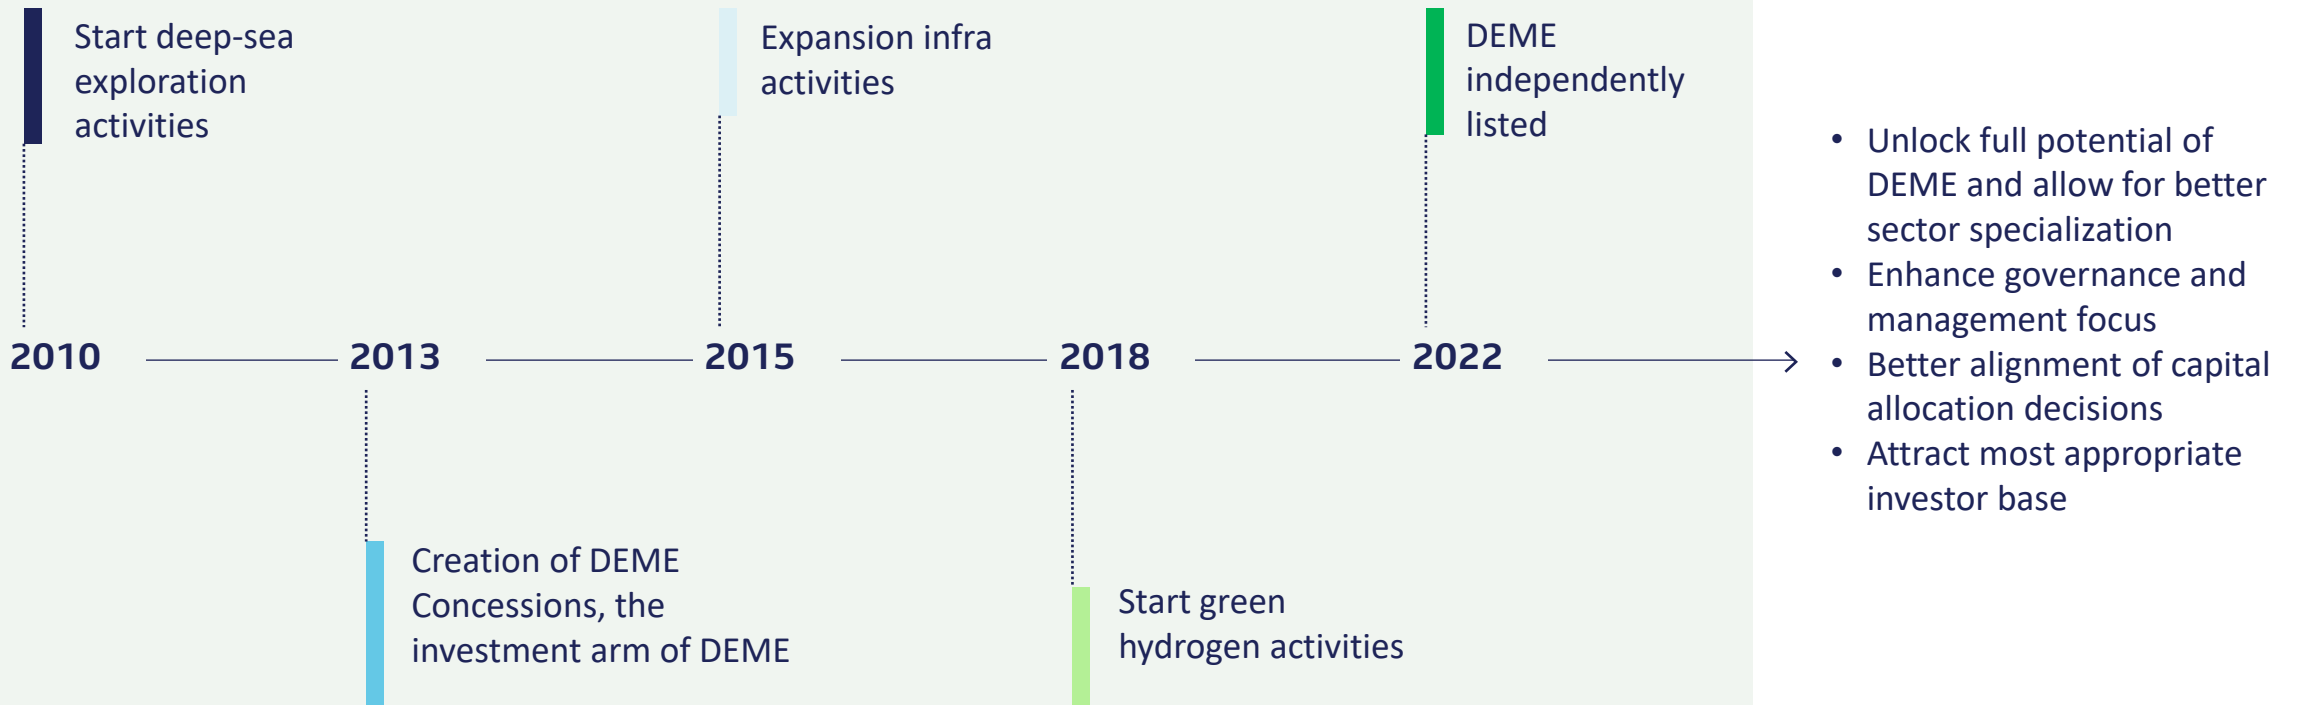 Start deep-sea
exploration
activities
Expansion infra
activities
DEME
independently
listed
2010
2013
2015
2018
2022
Creation of DEME
Concessions, the
investment arm of DEME
Start green
hydrogen activities
• Unlock full potential of
DEME and allow for better
sector specialization
• Enhance governance and
management focus
• Better alignment of capital
allocation decisions
• Attract most appropriate
investor base